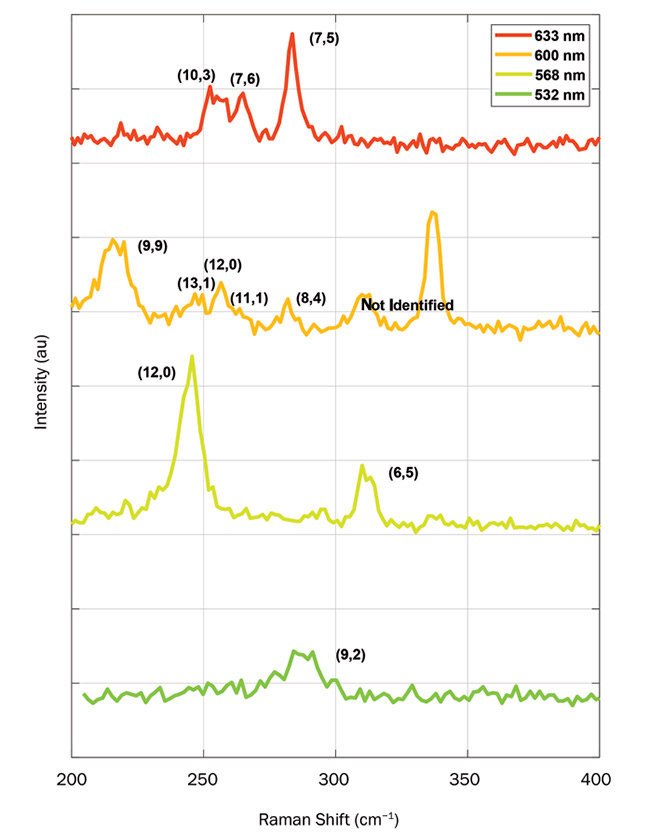 633 nm
600 nm
568 nm
532 nm
(7,5)
(10,3)
(7,6)
(9,9)
(12,0)
(13,1)
(11,1)
(8,4)
Not Identified
(12,0)
(6,5)
(9,2)
Intensity (au)
200
250
300
350
400
Raman Shift (cm⁻¹)